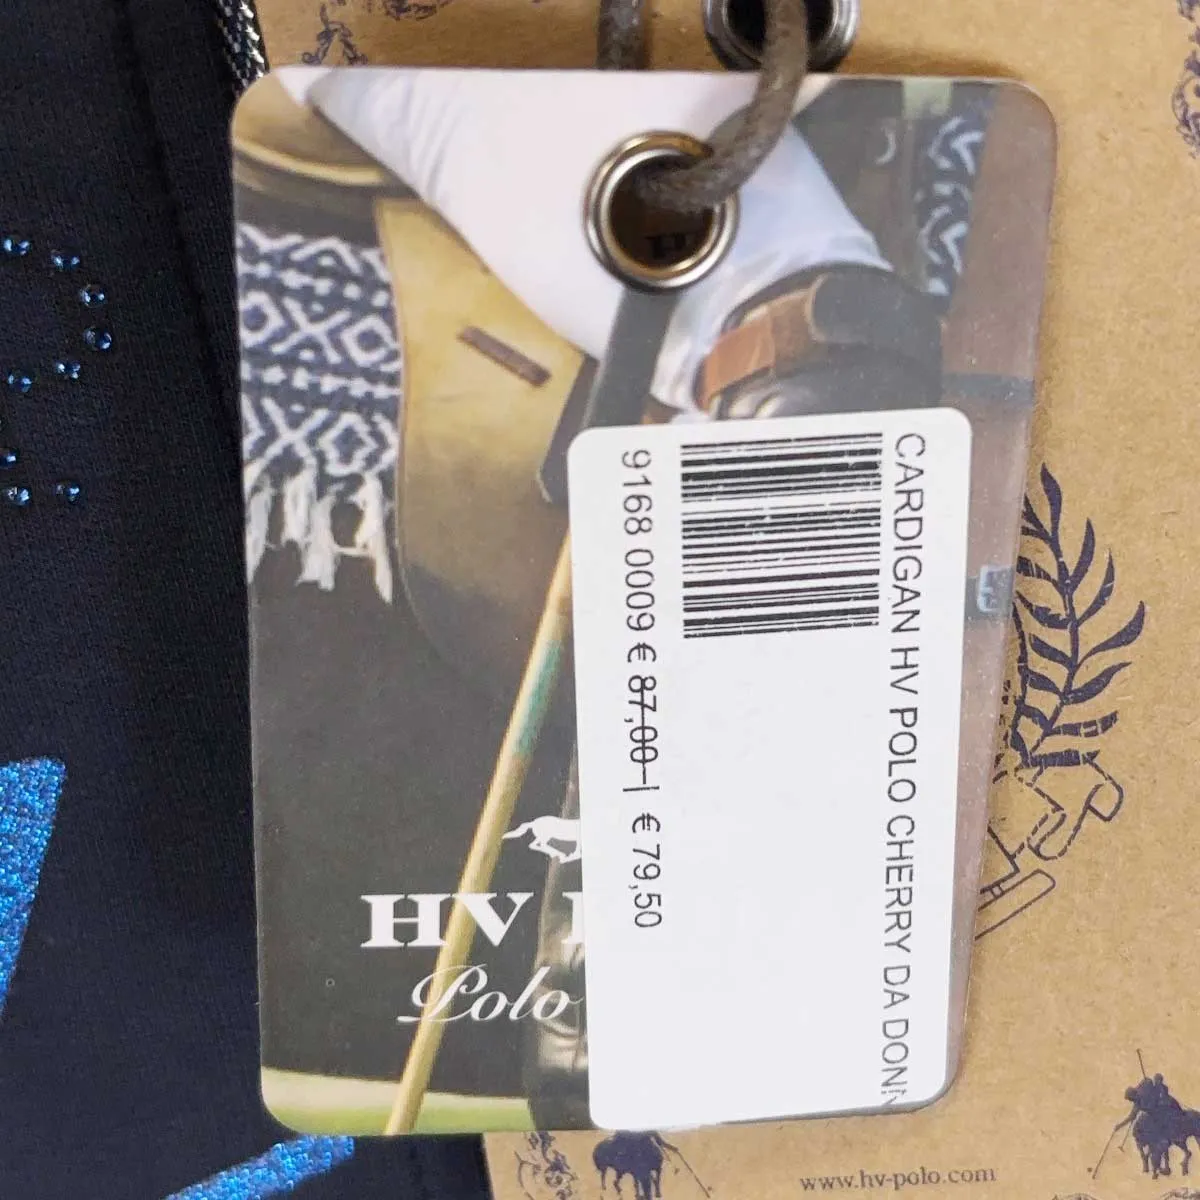 CARDIGAN HV POLO CHERRY DA DONN
9168 0009 € 87,00 | € 79,50
HV
Polo
www.hv-polo.com